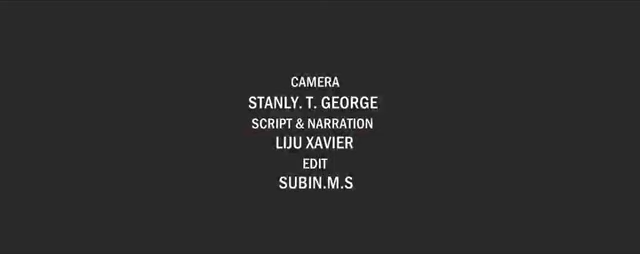 CAMERA
STANLY. T. GEORGE
SCRIPT & NARRATION
LIJU XAVIER
EDIT
SUBIN.M.S